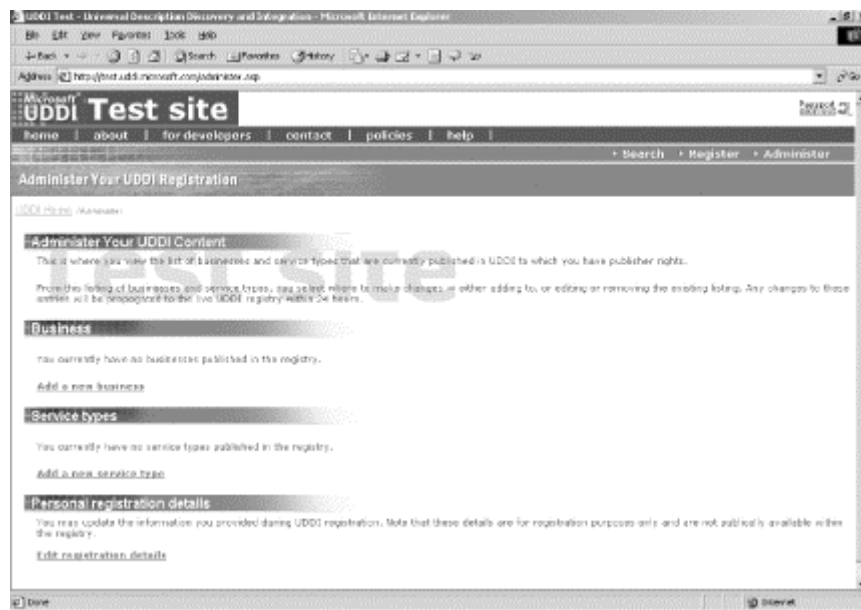 UDDI Test - Universal Description Discovery and Integration - Microsoft Internet Explorer
File Edit View Favorites Tools Help
Back Search Favorites History
Address http://test.uddi.microsoft.com/administer.asp Go
Microsoft
UDDI Test site
home | about | for developers | contact | policies | help |
Search Register Administer
Administer Your UDDI Registration
UDDI Home /Administer
Test site
Administer Your UDDI Content
This is where you view the list of businesses and service types that are currently published in UDDI to which you have publisher rights.
From this listing of businesses and service types, you select where to make changes in either adding to, or editing or removing the existing listing. Any changes to these
entries will be propagated to the live UDDI registry within 24 hours.
Business
You currently have no businesses published in the registry.
Add a new business
Service types
You currently have no service types published in the registry.
Add a new service type
Personal registration details
You may update the information you provided during UDDI registration. Note that these details are for registration purposes only and are not publically available within
the registry.
Edit registration details
Done Internet